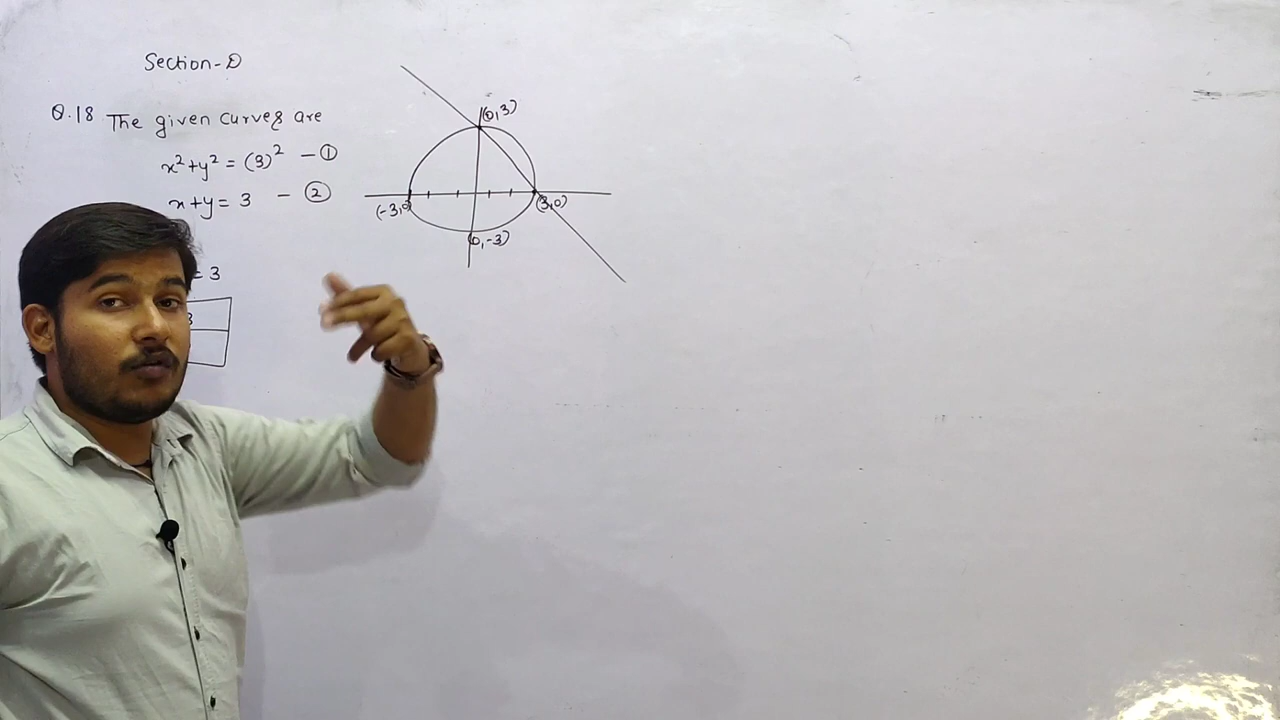 Section-D
Q.18 The given curves are
x²+y² = (3)² - ①
x+y = 3 - ②
= 3
3
(0,3)
(-3,0)
(3,0)
(0,-3)